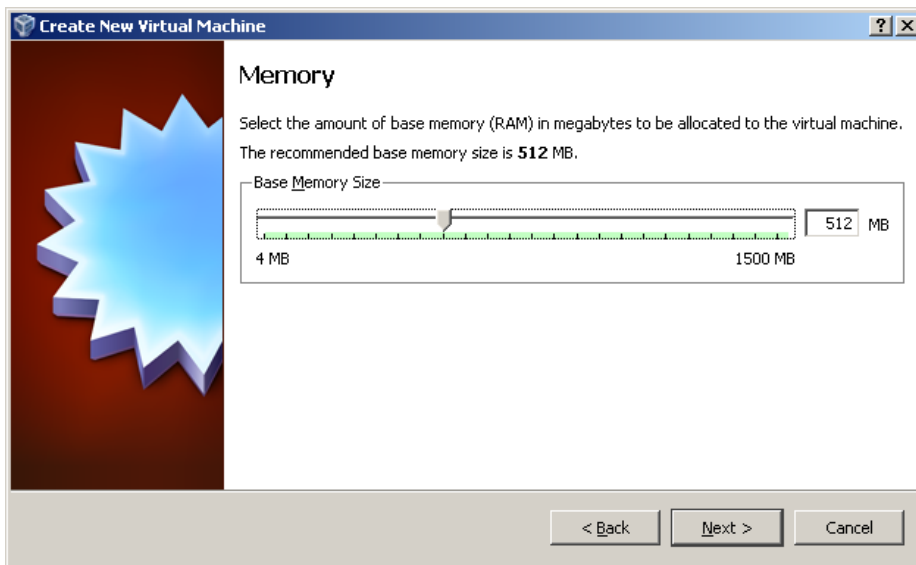 Create New Virtual Machine
Memory
Select the amount of base memory (RAM) in megabytes to be allocated to the virtual machine.
The recommended base memory size is 512 MB.
Base Memory Size
512 MB
4 MB 1500 MB
< Back Next > Cancel